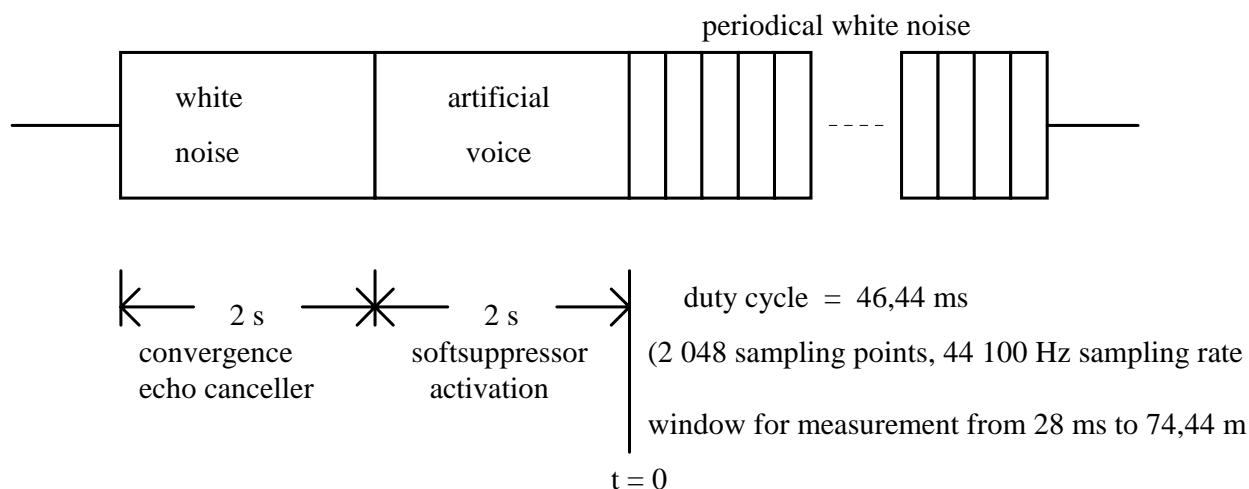 periodical white noise
white
noise
artificial
voice
2 s
convergence
echo canceller
2 s
softsuppressor
activation
duty cycle = 46,44 ms
(2 048 sampling points, 44 100 Hz sampling rate
window for measurement from 28 ms to 74,44 m
t = 0